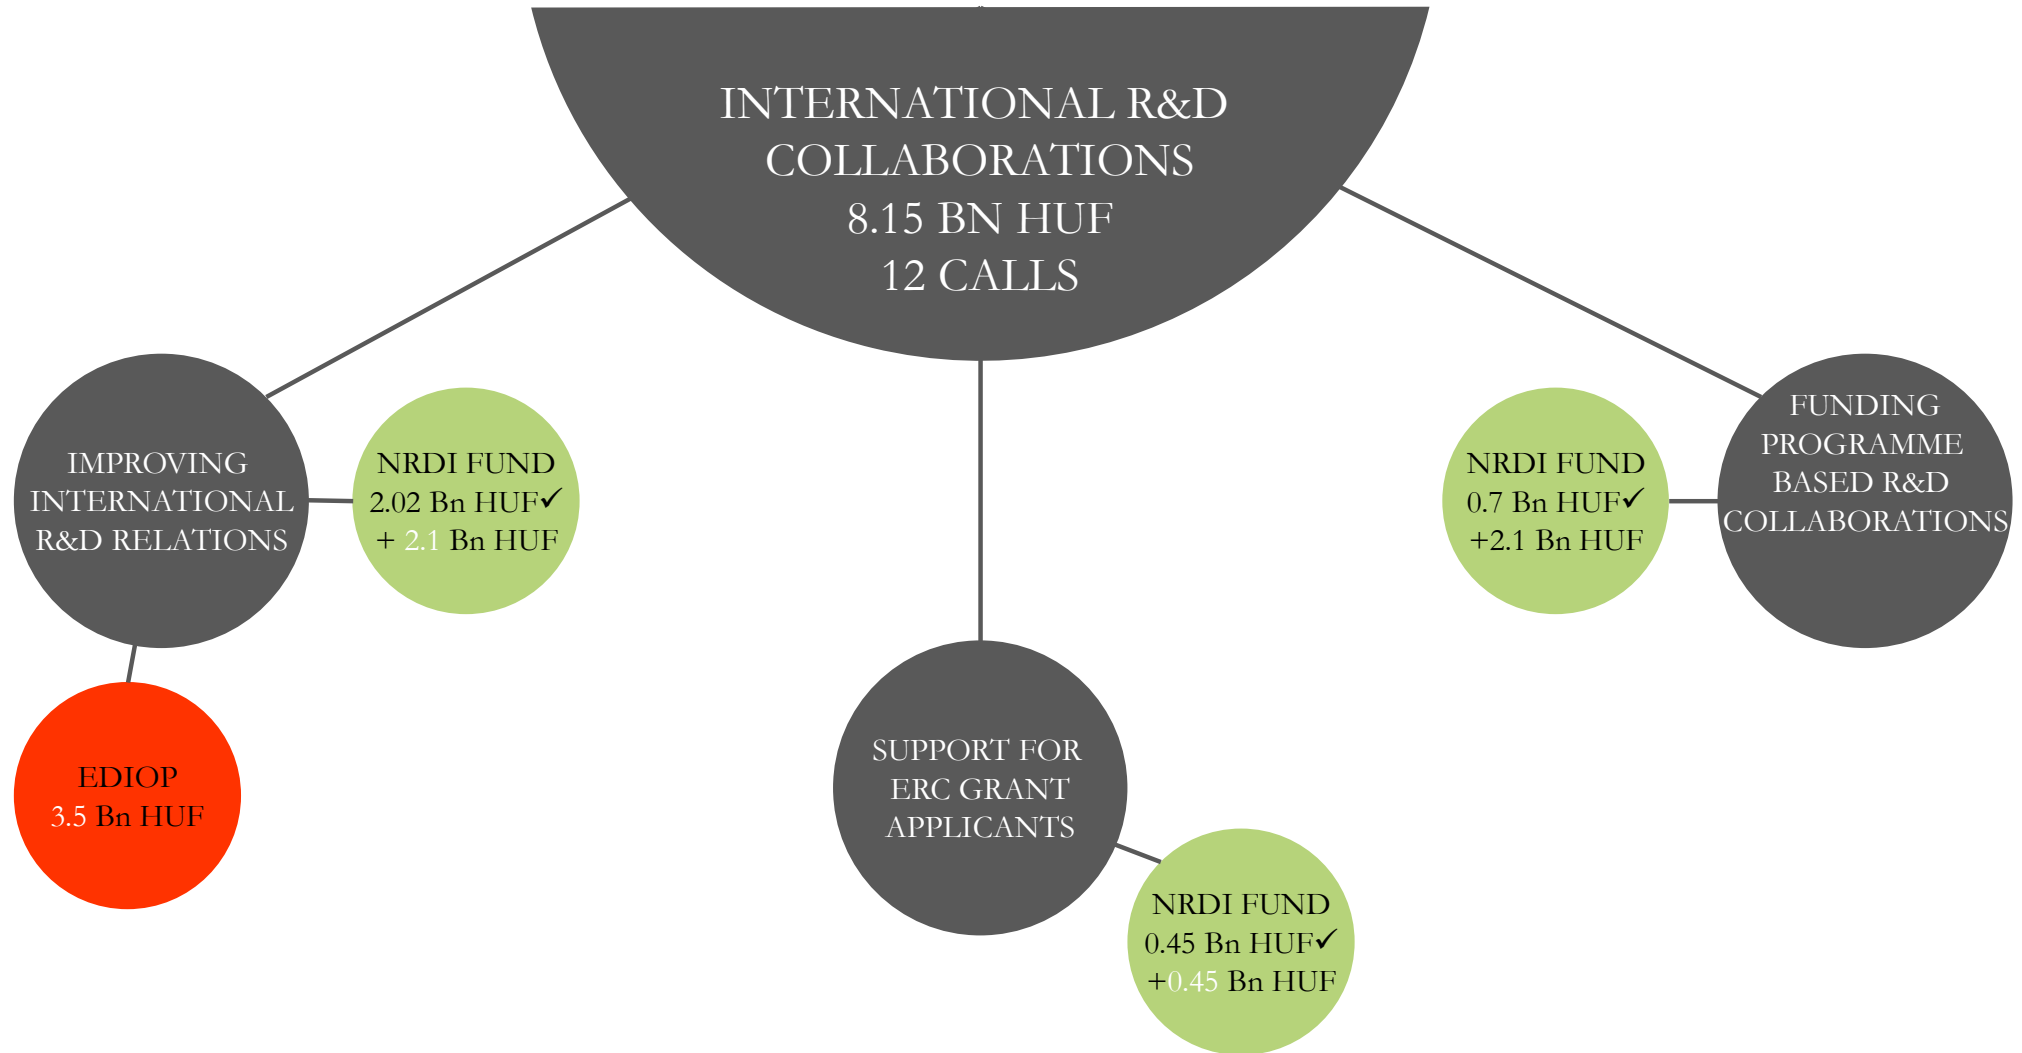 INTERNATIONAL R&D
COLLABORATIONS
8.15 BN HUF
12 CALLS
IMPROVING
INTERNATIONAL
R&D RELATIONS
NRDI FUND
2.02 Bn HUF✓
+ 2.1 Bn HUF
NRDI FUND
0.7 Bn HUF✓
+2.1 Bn HUF
FUNDING
PROGRAMME
BASED R&D
COLLABORATIONS
EDIOP
3.5 Bn HUF
SUPPORT FOR
ERC GRANT
APPLICANTS
NRDI FUND
0.45 Bn HUF✓
+0.45 Bn HUF